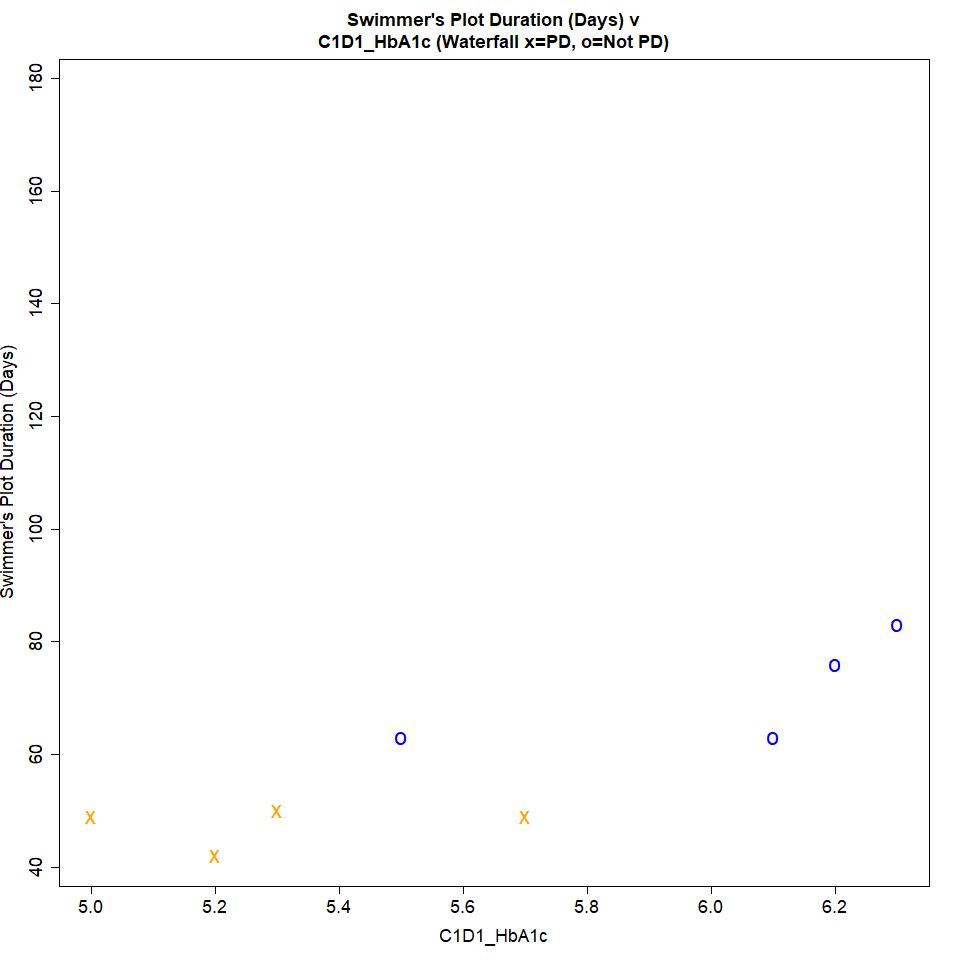 Swimmer's Plot Duration (Days) v
C1D1_HbA1c (Waterfall x=PD, o=Not PD)
Swimmer's Plot Duration (Days)
180
160
140
120
100
80
60
40
o
o
o
o
x
x
x
x
5.0
5.2
5.4
5.6
5.8
6.0
6.2
C1D1_HbA1c